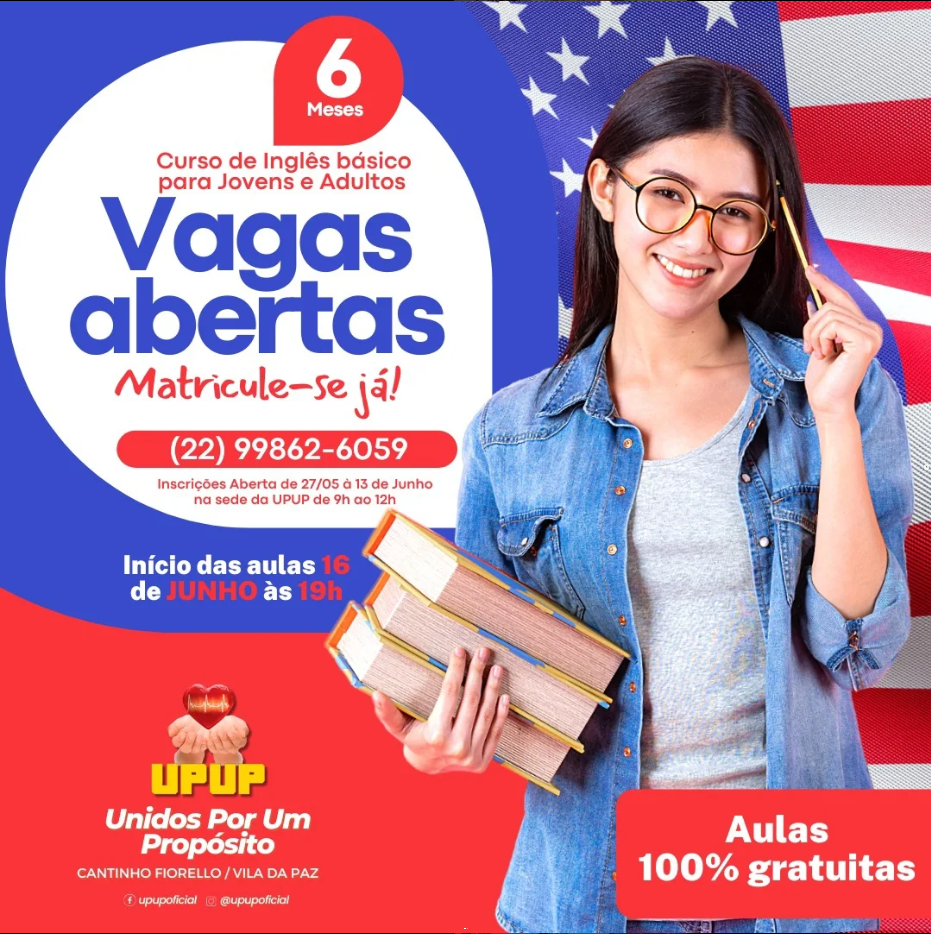 6
Meses
Curso de Inglês básico
para Jovens e Adultos
Vagas
abertas
Matricule-se já!
(22) 99862-6059
Inscrições Aberta de 27/05 à 13 de Junho
na sede da UPUP de 9h ao 12h
Início das aulas 16
de JUNHO às 19h
UPUP
Unidos Por Um
Propósito
CANTINHO FIORELLO / VILA DA PAZ
upupoficial @upupoficial
Aulas
100% gratuitas